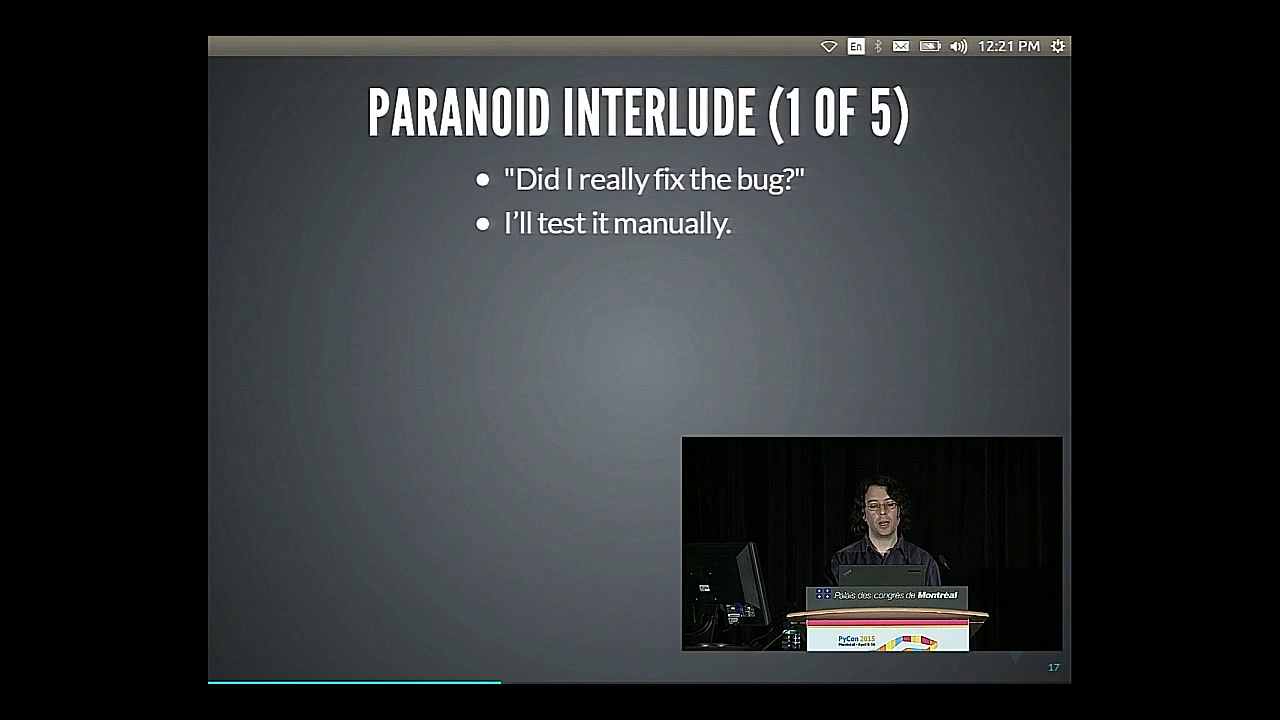 En
12:21 PM
PARANOID INTERLUDE (1 OF 5)
"Did I really fix the bug?"
I’ll test it manually.
Palais des congrès de Montréal
PyCon 2015
17